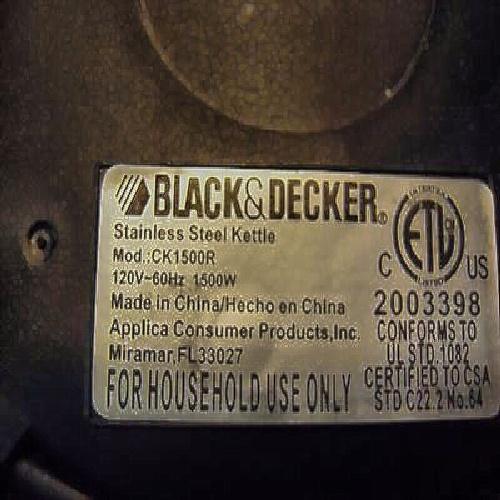 BLACK&DECKER®
Stainless Steel Kettle
Mod.:CK1500R
120V~60Hz 1500W
Made in China/Hecho en China
Applica Consumer Products,Inc.
Miramar,FL33027
FOR HOUSEHOLD USE ONLY
ETL
LISTED
C US
2003398
CONFORMS TO
UL STD.1082
CERTIFIED TO CSA
STD C22.2 No.64